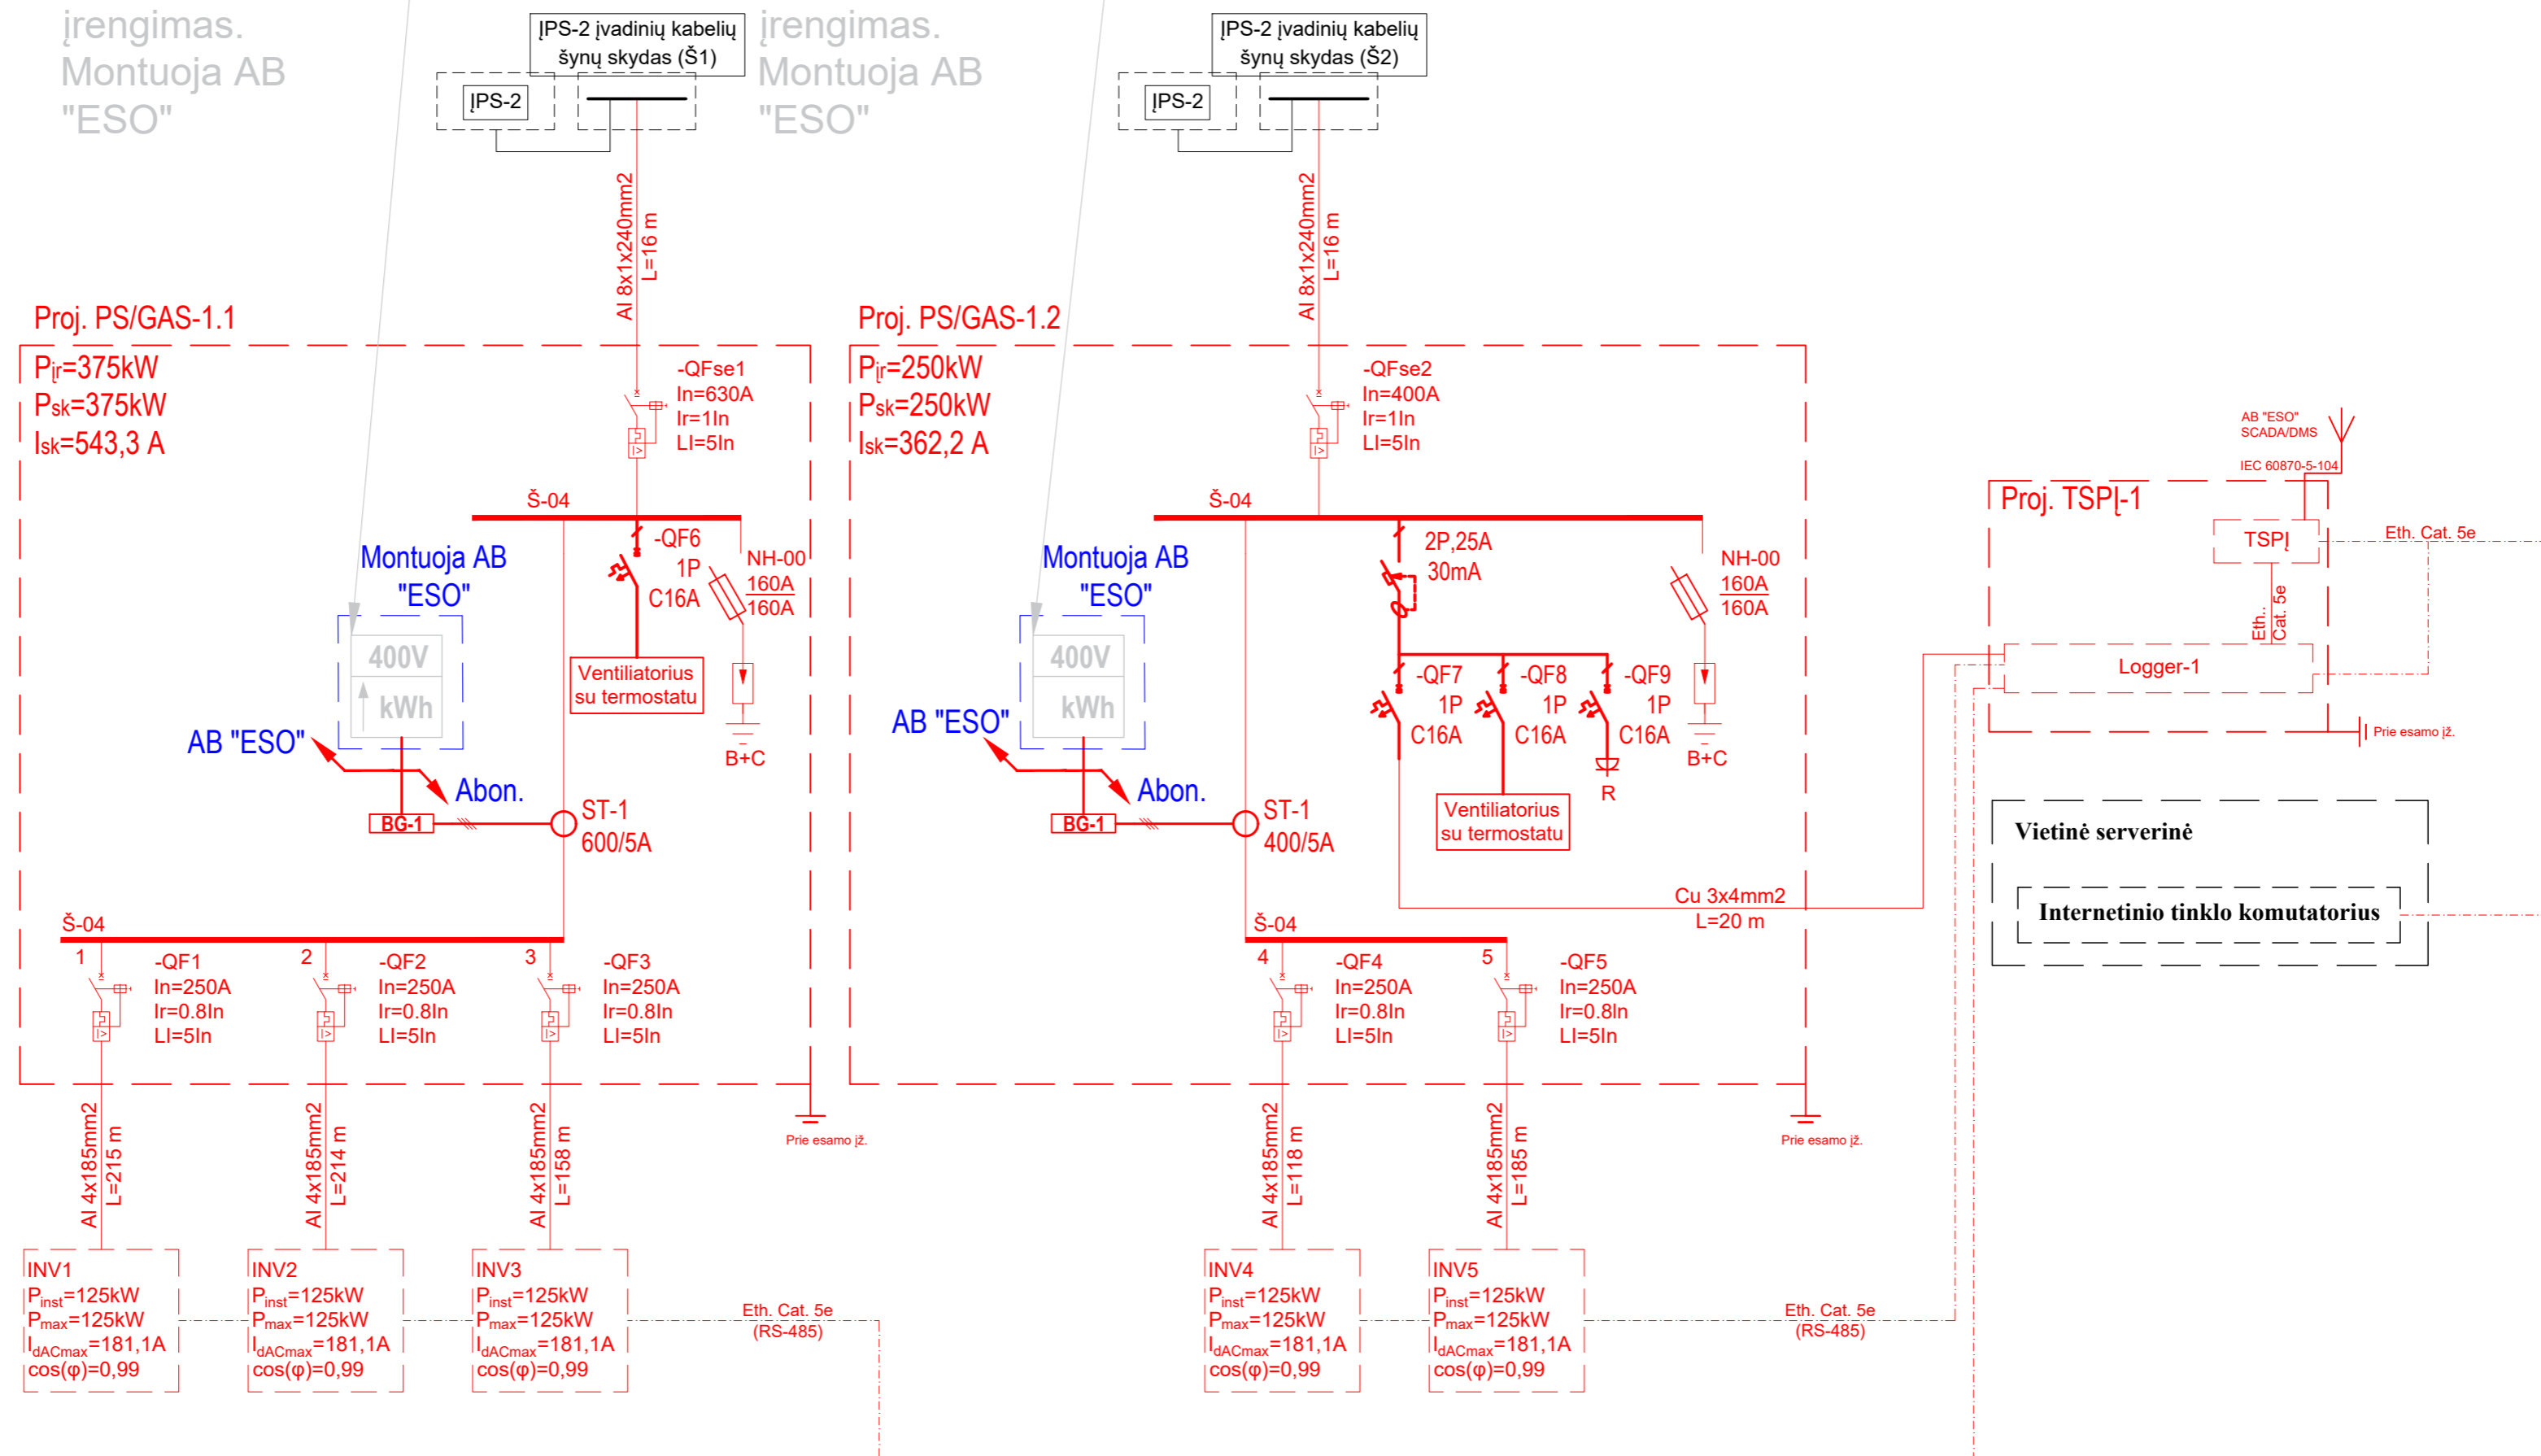 įrengimas.
Montuoja AB
"ESO"
ĮPS-2 įvadinių kabelių
šynų skydas (Š1)
ĮPS-2
įrengimas.
Montuoja AB
"ESO"
ĮPS-2 įvadinių kabelių
šynų skydas (Š2)
ĮPS-2
Al 8x1x240mm2
L=16 m
Al 8x1x240mm2
L=16 m
Proj. PS/GAS-1.1
Pįr=375kW
Psk=375kW
Isk=543,3 A
-QFse1
In=630A
Ir=1In
LI=5In
Š-04
-QF6
1P
C16A
NH-00
160A
160A
Ventiliatorius
su termostatu
B+C
Montuoja AB
"ESO"
400V
kWh
AB "ESO"
Abon.
BG-1
ST-1
600/5A
Š-04
1
-QF1
In=250A
Ir=0.8In
LI=5In
2
-QF2
In=250A
Ir=0.8In
LI=5In
3
-QF3
In=250A
Ir=0.8In
LI=5In
Prie esamo įž.
Al 4x185mm2
L=215 m
Al 4x185mm2
L=214 m
Al 4x185mm2
L=158 m
INV1
Pinst=125kW
Pmax=125kW
IdACmax=181,1A
cos(φ)=0,99
INV2
Pinst=125kW
Pmax=125kW
IdACmax=181,1A
cos(φ)=0,99
INV3
Pinst=125kW
Pmax=125kW
IdACmax=181,1A
cos(φ)=0,99
Eth. Cat. 5e
(RS-485)
Proj. PS/GAS-1.2
Pįr=250kW
Psk=250kW
Isk=362,2 A
-QFse2
In=400A
Ir=1In
LI=5In
Š-04
2P,25A
30mA
NH-00
160A
160A
B+C
-QF7
1P
C16A
-QF8
1P
C16A
-QF9
1P
C16A
R
Ventiliatorius
su termostatu
Montuoja AB
"ESO"
400V
kWh
AB "ESO"
Abon.
BG-1
ST-1
400/5A
Cu 3x4mm2
L=20 m
Š-04
4
-QF4
In=250A
Ir=0.8In
LI=5In
5
-QF5
In=250A
Ir=0.8In
LI=5In
Prie esamo įž.
Al 4x185mm2
L=118 m
Al 4x185mm2
L=185 m
INV4
Pinst=125kW
Pmax=125kW
IdACmax=181,1A
cos(φ)=0,99
INV5
Pinst=125kW
Pmax=125kW
IdACmax=181,1A
cos(φ)=0,99
Eth. Cat. 5e
(RS-485)
AB "ESO"
SCADA/DMS
IEC 60870-5-104
Proj. TSPĮ-1
TSPĮ
Eth. Cat. 5e
Eth..
Cat. 5e
Logger-1
Prie esamo įž.
Vietinė serverinė
Internetinio tinklo komutatorius